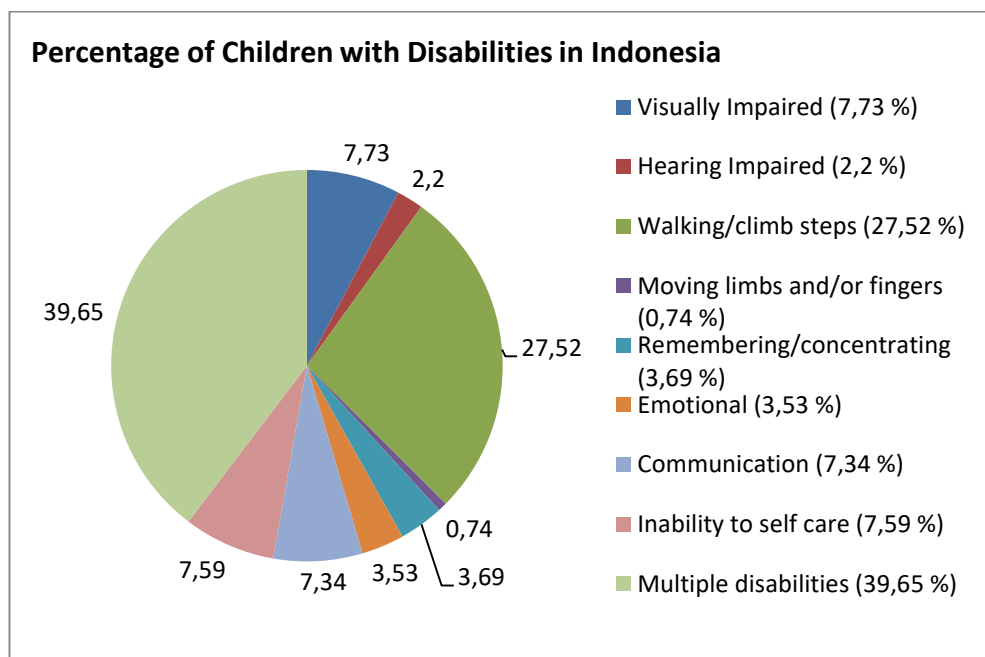 Percentage of Children with Disabilities in Indonesia
7,73
2,2
27,52
0,74
3,69
3,53
7,34
7,59
39,65
Visually Impaired (7,73 %)
Hearing Impaired (2,2 %)
Walking/climb steps (27,52 %)
Moving limbs and/or fingers
(0,74 %)
Remembering/concentrating
(3,69 %)
Emotional (3,53 %)
Communication (7,34 %)
Inability to self care (7,59 %)
Multiple disabilities (39,65 %)